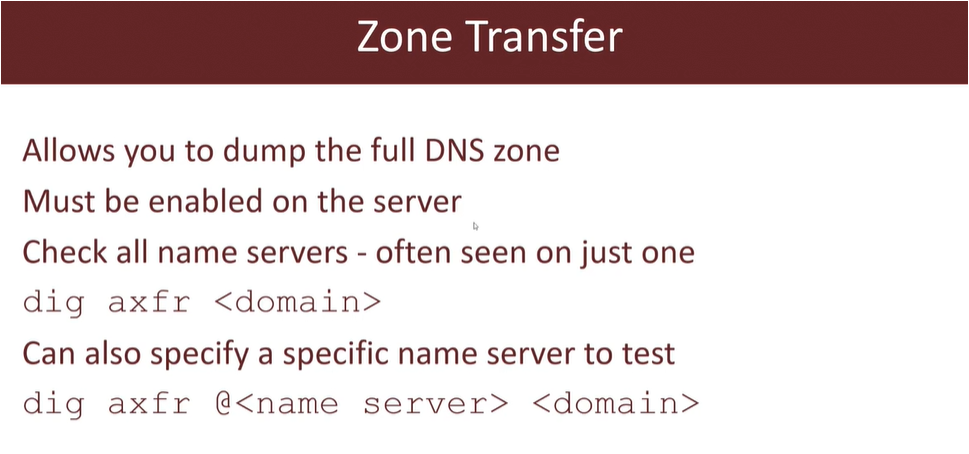 Zone Transfer
Allows you to dump the full DNS zone
Must be enabled on the server
Check all name servers - often seen on just one
dig axfr <domain>
Can also specify a specific name server to test
dig axfr @<name server> <domain>